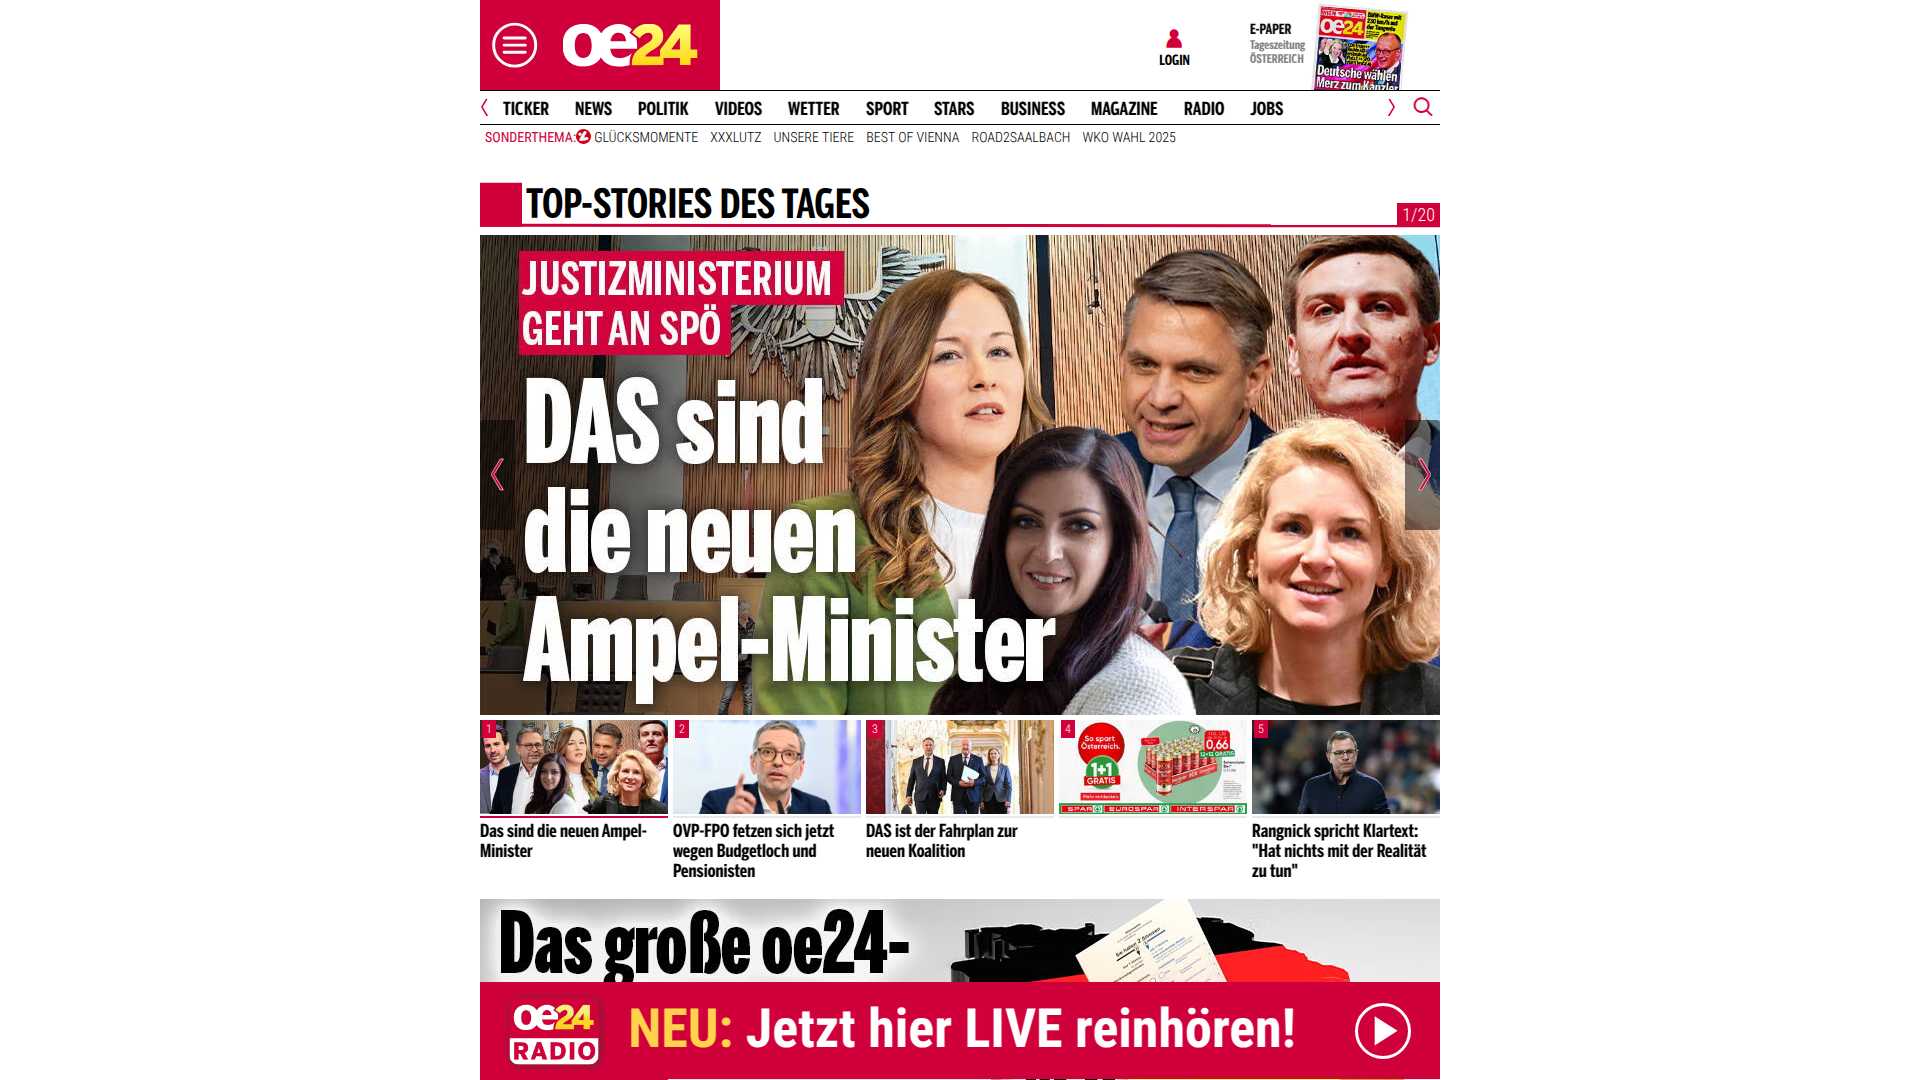 oe24
LOGIN
E-PAPER
Tageszeitung
ÖSTERREICH
oe24
Deutsche wählen
Merz zum Kanzler
TICKER NEWS POLITIK VIDEOS WETTER SPORT STARS BUSINESS MAGAZINE RADIO JOBS
SONDERTHEMA: GLÜCKSMOMENTE XXXLUTZ UNSERE TIERE BEST OF VIENNA ROAD2SAALBACH WKO WAHL 2025
TOP-STORIES DES TAGES
1/20
JUSTIZMINISTERIUM
GEHT AN SPÖ
DAS sind
die neuen
Ampel-Minister
1
2
3
4
5
So spart
Österreich.
1+1
GRATIS
0,66
SPAR EUROSPAR INTERSPAR
Das sind die neuen Ampel-
Minister
ÖVP-FPÖ fetzen sich jetzt
wegen Budgetloch und
Pensionisten
DAS ist der Fahrplan zur
neuen Koalition
Rangnick spricht Klartext:
"Hat nichts mit der Realität
zu tun"
Das große oe24-
oe24
RADIO
NEU: Jetzt hier LIVE reinhören!